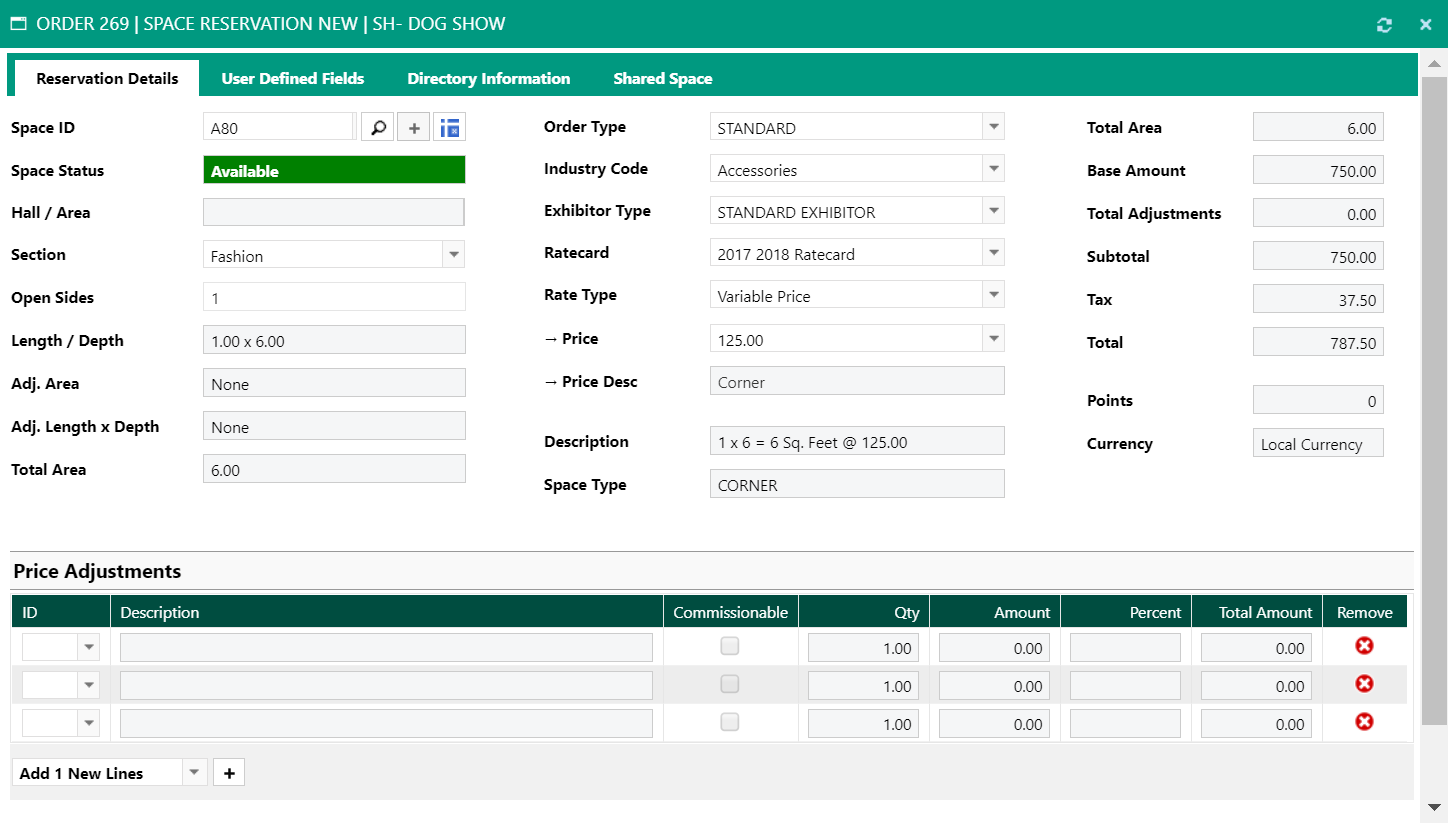 ORDER 269 | SPACE RESERVATION NEW | SH- DOG SHOW
Reservation Details
User Defined Fields
Directory Information
Shared Space
Space ID
A80
Space Status
Available
Hall / Area
Section
Fashion
Open Sides
1
Length / Depth
1.00 x 6.00
Adj. Area
None
Adj. Length x Depth
None
Total Area
6.00
Order Type
STANDARD
Industry Code
Accessories
Exhibitor Type
STANDARD EXHIBITOR
Ratecard
2017 2018 Ratecard
Rate Type
Variable Price
→ Price
125.00
→ Price Desc
Corner
Description
1 x 6 = 6 Sq. Feet @ 125.00
Space Type
CORNER
Total Area
6.00
Base Amount
750.00
Total Adjustments
0.00
Subtotal
750.00
Tax
37.50
Total
787.50
Points
0
Currency
Local Currency
Price Adjustments
ID Description Commissionable Qty Amount Percent Total Amount Remove
1.00 0.00 0.00
1.00 0.00 0.00
1.00 0.00 0.00
Add 1 New Lines